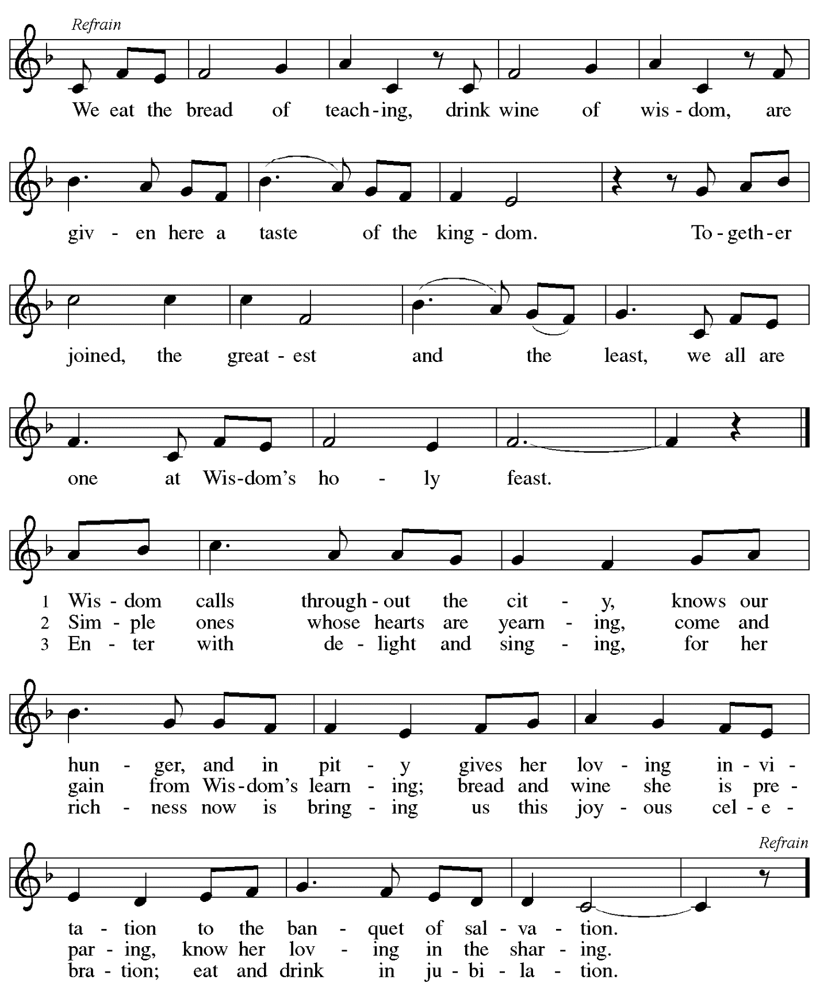 Refrain
We eat the bread of teach - ing, drink wine of wis - dom, are
giv - en here a taste of the king - dom. To - geth - er
joined, the great - est and the least, we all are
one at Wis - dom's ho - ly feast.
1 Wis - dom calls through - out the cit - y, knows our
2 Sim - ple ones whose hearts are yearn - ing, come and
3 En - ter with de - light and sing - ing, for her
hun - ger, and in pit - y gives her lov - ing in - vi -
gain from Wis - dom's learn - ing; bread and wine she is pre -
rich - ness now is bring - ing us this joy - ous cel - e -
Refrain
ta - tion to the ban - quet of sal - va - tion.
par - ing, know her lov - ing in the shar - ing.
bra - tion; eat and drink in ju - bi - la - tion.